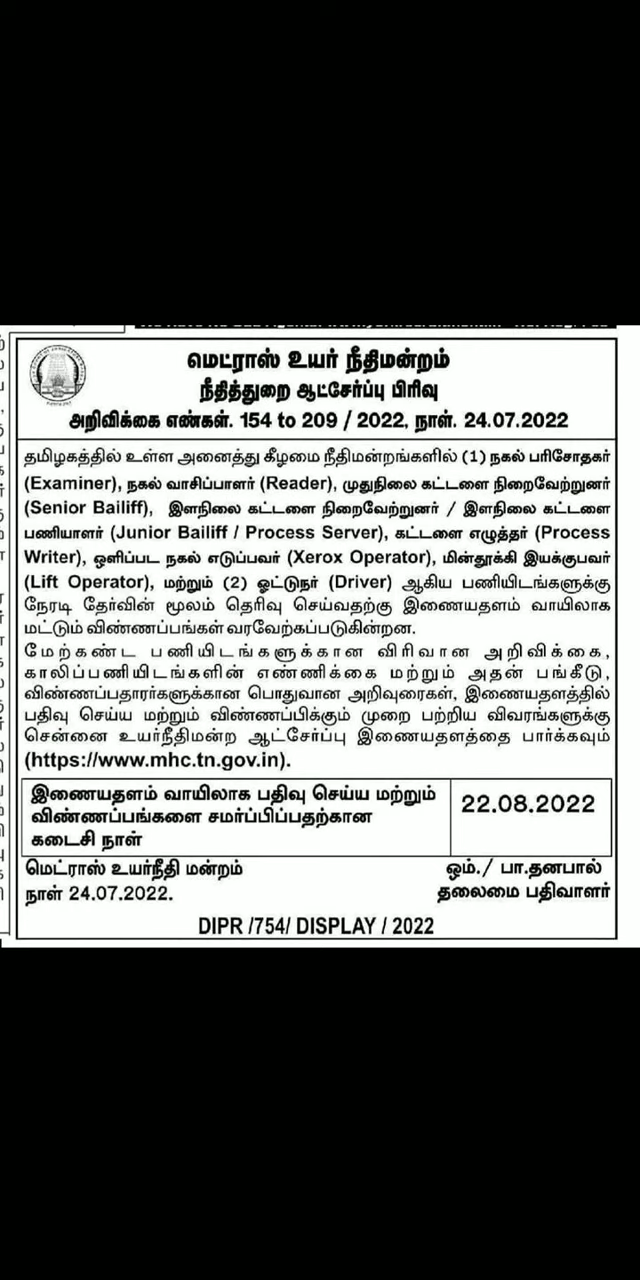 மெட்ராஸ் உயர் நீதிமன்றம்
நீதித்துறை ஆட்சேர்ப்பு பிரிவு
அறிவிக்கை எண்கள். 154 to 209 / 2022, நாள். 24.07.2022
தமிழகத்தில் உள்ள அனைத்து கீழமை நீதிமன்றங்களில் (1) நகல் பரிசோதகர்
(Examiner), நகல் வாசிப்பாளர் (Reader), முதுநிலை கட்டளை நிறைவேற்றுனர்
(Senior Bailiff), இளநிலை கட்டளை நிறைவேற்றுனர் / இளநிலை கட்டளை
பணியாளர் (Junior Bailiff / Process Server), கட்டளை எழுத்தர் (Process
Writer), ஒளிப்பட நகல் எடுப்பவர் (Xerox Operator), மின்தூக்கி இயக்குபவர்
(Lift Operator), மற்றும் (2) ஓட்டுநர் (Driver) ஆகிய பணியிடங்களுக்கு
நேரடி தேர்வின் மூலம் தெரிவு செய்வதற்கு இணையதளம் வாயிலாக
மட்டும் விண்ணப்பங்கள் வரவேற்கப்படுகின்றன.
மேற்கண்ட பணியிடங்களுக்கான விரிவான அறிவிக்கை,
காலிப்பணியிடங்களின் எண்ணிக்கை மற்றும் அதன் பங்கீடு,
விண்ணப்பதாரர்களுக்கான பொதுவான அறிவுரைகள், இணையதளத்தில்
பதிவு செய்ய மற்றும் விண்ணப்பிக்கும் முறை பற்றிய விவரங்களுக்கு
சென்னை உயர்நீதிமன்ற ஆட்சேர்ப்பு இணையதளத்தை பார்க்கவும்
(https://www.mhc.tn.gov.in).
இணையதளம் வாயிலாக பதிவு செய்ய மற்றும்
விண்ணப்பங்களை சமர்ப்பிப்பதற்கான
கடைசி நாள்
22.08.2022
மெட்ராஸ் உயர்நீதி மன்றம்
நாள் 24.07.2022.
ஒம்./ பா.தனபால்
தலைமை பதிவாளர்
DIPR /754/ DISPLAY / 2022